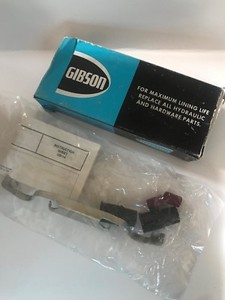 GIBSON
FOR MAXIMUM LINING LIFE
REPLACE ALL HYDRAULIC
AND HARDWARE PARTS.